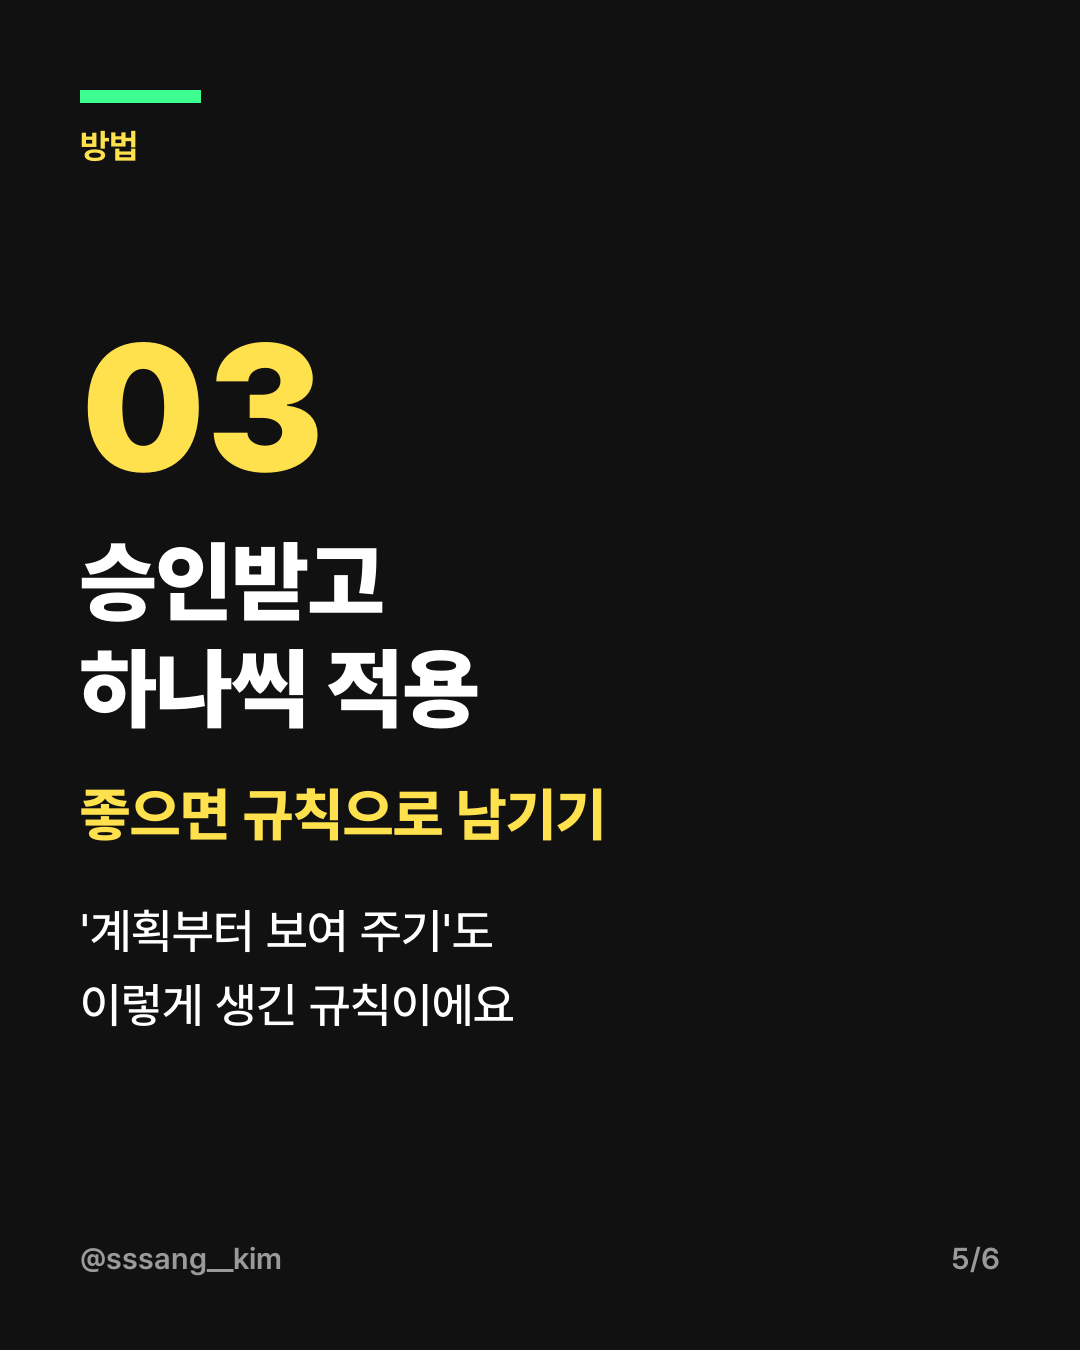 방법
03
승인받고
하나씩 적용
좋으면 규칙으로 남기기
'계획부터 보여 주기'도
이렇게 생긴 규칙이에요
@sssang__kim
5/6